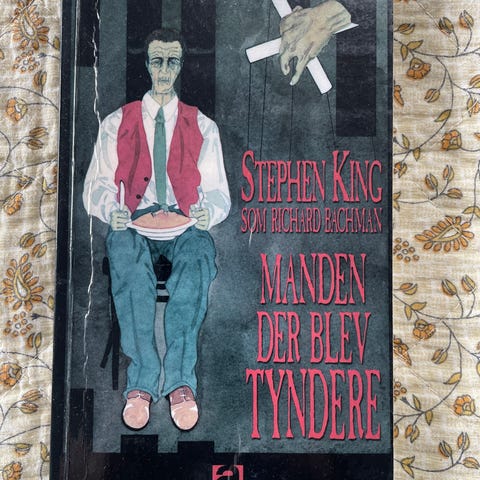 STEPHEN KING
SOM RICHARD BACHMAN
MANDEN
DER BLEV
TYNDERE